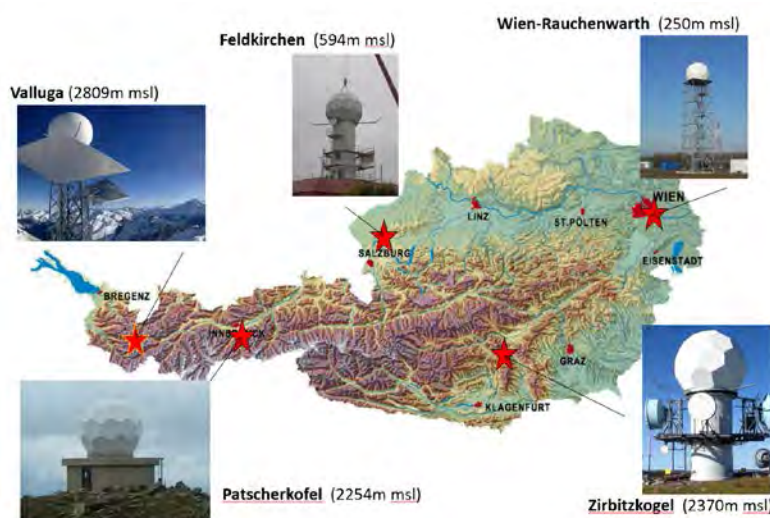 Wien-Rauchenwarth (250m msl)
Feldkirchen (594m msl)
Valluga (2809m msl)
WIEN
LINZ
ST.PÖLTEN
SALZBURG
EISENSTADT
BREGENZ
INNSBRUCK
GRAZ
KLAGENFURT
Patscherkofel (2254m msl)
Zirbitzkogel (2370m msl)